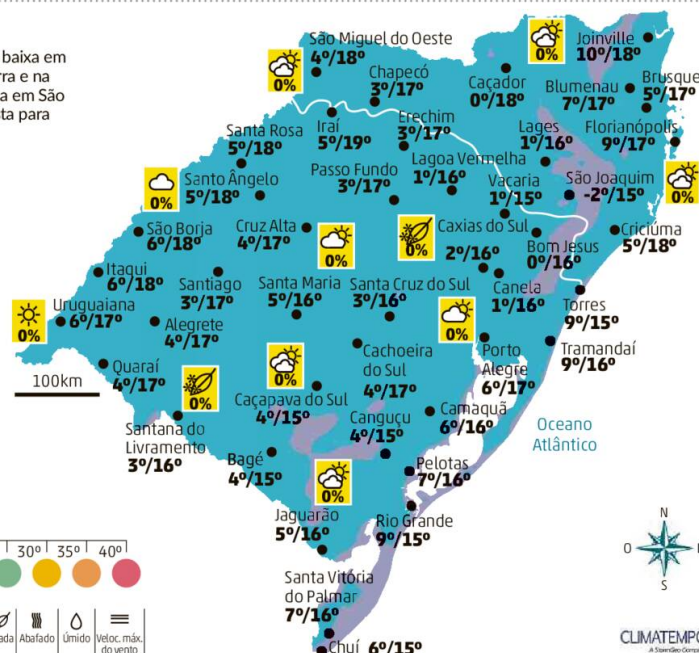 baixa em
rra e na
a em São
sta para
São Miguel do Oeste
4º/18º
0%
Chapecó
3º/17º
Caçador
0º/18º
0%
Joinville
10º/18º
Blumenau
7º/17º
Brusque
5º/17º
Florianópolis
9º/17º
0%
Lages
1º/16º
São Joaquim
-2º/15º
Criciúma
5º/18º
Iraí
5º/19º
Erechim
3º/17º
Santa Rosa
5º/18º
Santo Ângelo
5º/18º
0%
Passo Fundo
3º/17º
Lagoa Vermelha
1º/16º
Vacaria
1º/15º
São Borja
6º/18º
Cruz Alta
4º/17º
0%
0%
Caxias do Sul
2º/16º
Bom Jesus
0º/16º
Itaqui
6º/18º
Santiago
3º/17º
Santa Maria
5º/16º
Santa Cruz do Sul
3º/16º
Canela
1º/16º
Torres
9º/15º
0%
Uruguaiana
6º/17º
Alegrete
4º/17º
0%
Porto
Alegre
6º/17º
Tramandaí
9º/16º
Quaraí
4º/17º
100km
0%
0%
Cachoeira
do Sul
4º/17º
Caçapava do Sul
4º/15º
Canguçu
4º/15º
Camaquã
6º/16º
Oceano
Atlântico
Santana do
Livramento
3º/16º
Bagé
4º/15º
0%
Pelotas
7º/16º
Jaguarão
5º/16º
Rio Grande
9º/15º
Santa Vitória
do Palmar
7º/16º
Chuí 6º/15º
30º 35º 40º
ada
Abafado
Úmido
Veloc. máx.
do vento
N
O
S
CLIMATEMPO